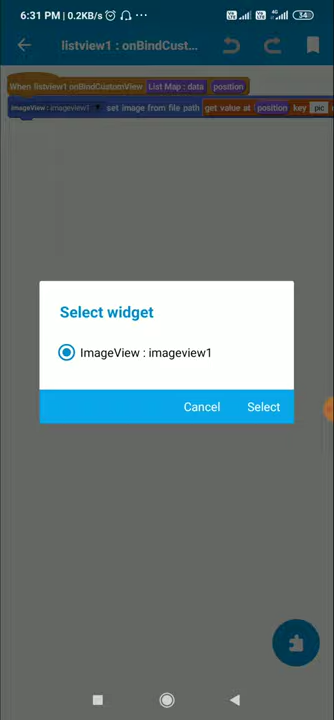 6:31 PM | 0.2KB/s ... 34
listview1 : onBindCust...
When listview1 onBindCustomView List Map : data position
ImageView : imageview1 set image from file path get value at position key pic
Select widget
ImageView : imageview1
Cancel Select